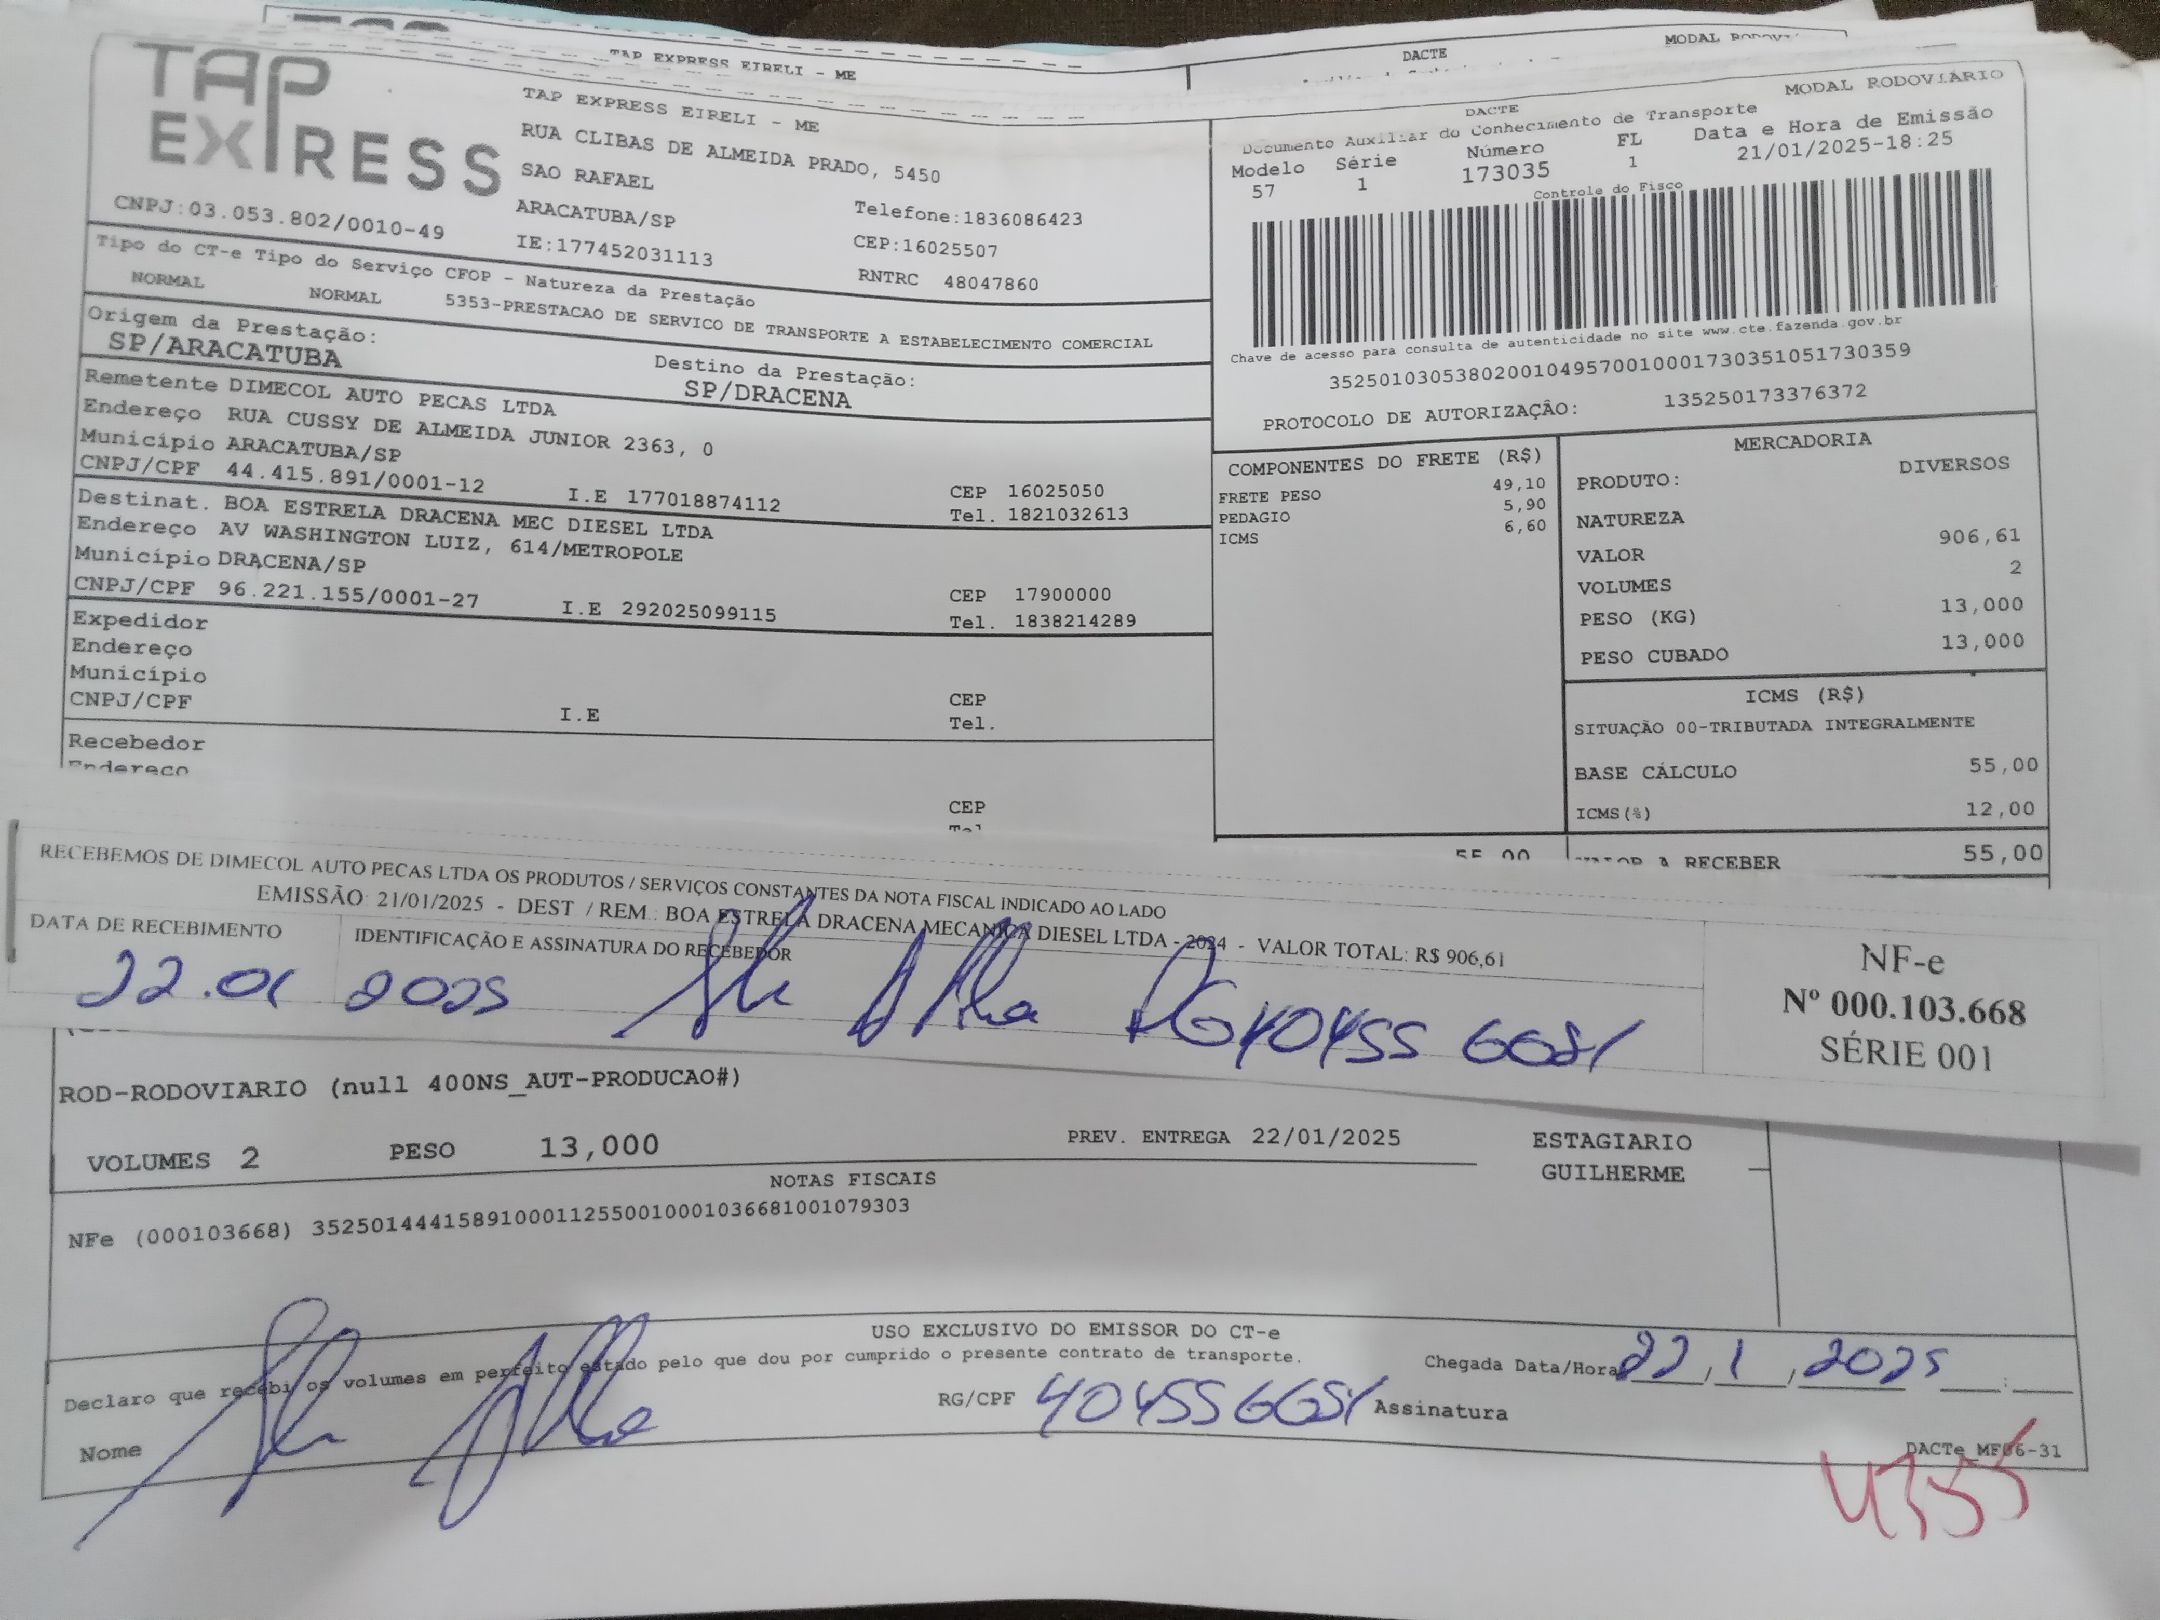 TAP EXPRESS EIRELI - ME
DACTE
TAP
EXPRESS
CNPJ:03.053.802/0010-49
TAP EXPRESS EIRELI - ME
RUA CLIBAS DE ALMEIDA PRADO, 5450
SAO RAFAEL
ARACATUBA/SP
Telefone:1836086423
IE:177452031113
CEP:16025507
RNTRC 48047860
MODAL RODOVIÁRIO
DACTE
Documento Auxiliar do Conhecimento de Transporte
Modelo Série Número FL Data e Hora de Emissão
57 1 173035 1 21/01/2025-18:25
Controle do Fisco
Chave de acesso para consulta de autenticidade no site www.cte.fazenda.gov.br
35250103053802001049570010001730351051730359
PROTOCOLO DE AUTORIZAÇÂO: 135250173376372
Tipo do CT-e Tipo do Serviço CFOP - Natureza da Prestação
NORMAL NORMAL 5353-PRESTACAO DE SERVICO DE TRANSPORTE A ESTABELECIMENTO COMERCIAL
Origem da Prestação: Destino da Prestação:
SP/ARACATUBA SP/DRACENA
Remetente DIMECOL AUTO PECAS LTDA
Endereço RUA CUSSY DE ALMEIDA JUNIOR 2363, 0
Município ARACATUBA/SP CEP 16025050
CNPJ/CPF 44.415.891/0001-12 I.E 177018874112 Tel. 1821032613
Destinat. BOA ESTRELA DRACENA MEC DIESEL LTDA
Endereço AV WASHINGTON LUIZ, 614/METROPOLE
Município DRACENA/SP CEP 17900000
CNPJ/CPF 96.221.155/0001-27 I.E 292025099115 Tel. 1838214289
Expedidor
Endereço
Município CEP
CNPJ/CPF I.E Tel.
Recebedor
Endereço
CEP
COMPONENTES DO FRETE (R$)
FRETE PESO 49,10
PEDAGIO 5,90
ICMS 6,60
MERCADORIA
PRODUTO: DIVERSOS
NATUREZA
VALOR 906,61
VOLUMES 2
PESO (KG) 13,000
PESO CUBADO 13,000
ICMS (R$)
SITUAÇÃO 00-TRIBUTADA INTEGRALMENTE
BASE CÁLCULO 55,00
ICMS(%) 12,00
55,00 VALOR A RECEBER 55,00
RECEBEMOS DE DIMECOL AUTO PECAS LTDA OS PRODUTOS / SERVIÇOS CONSTANTES DA NOTA FISCAL INDICADO AO LADO
EMISSÃO: 21/01/2025 - DEST. / REM.: BOA ESTRELA DRACENA MECANICA DIESEL LTDA - 2024 - VALOR TOTAL: R$ 906,61
DATA DE RECEBIMENTO IDENTIFICAÇÃO E ASSINATURA DO RECEBEDOR
22.01 2025 RG 40455 6681
NF-e
Nº 000.103.668
SÉRIE 001
ROD-RODOVIARIO (null 400NS_AUT-PRODUCAO#)
VOLUMES 2 PESO 13,000 PREV. ENTREGA 22/01/2025
ESTAGIARIO
GUILHERME
NOTAS FISCAIS
NFe (000103668) 35250144415891000112550010001036681001079303
USO EXCLUSIVO DO EMISSOR DO CT-e
Declaro que recebi os volumes em perfeito estado pelo que dou por cumprido o presente contrato de transporte.
Chegada Data/Hora 22/1/2025
Nome RG/CPF 404556681 Assinatura
DACTe_MF06-31